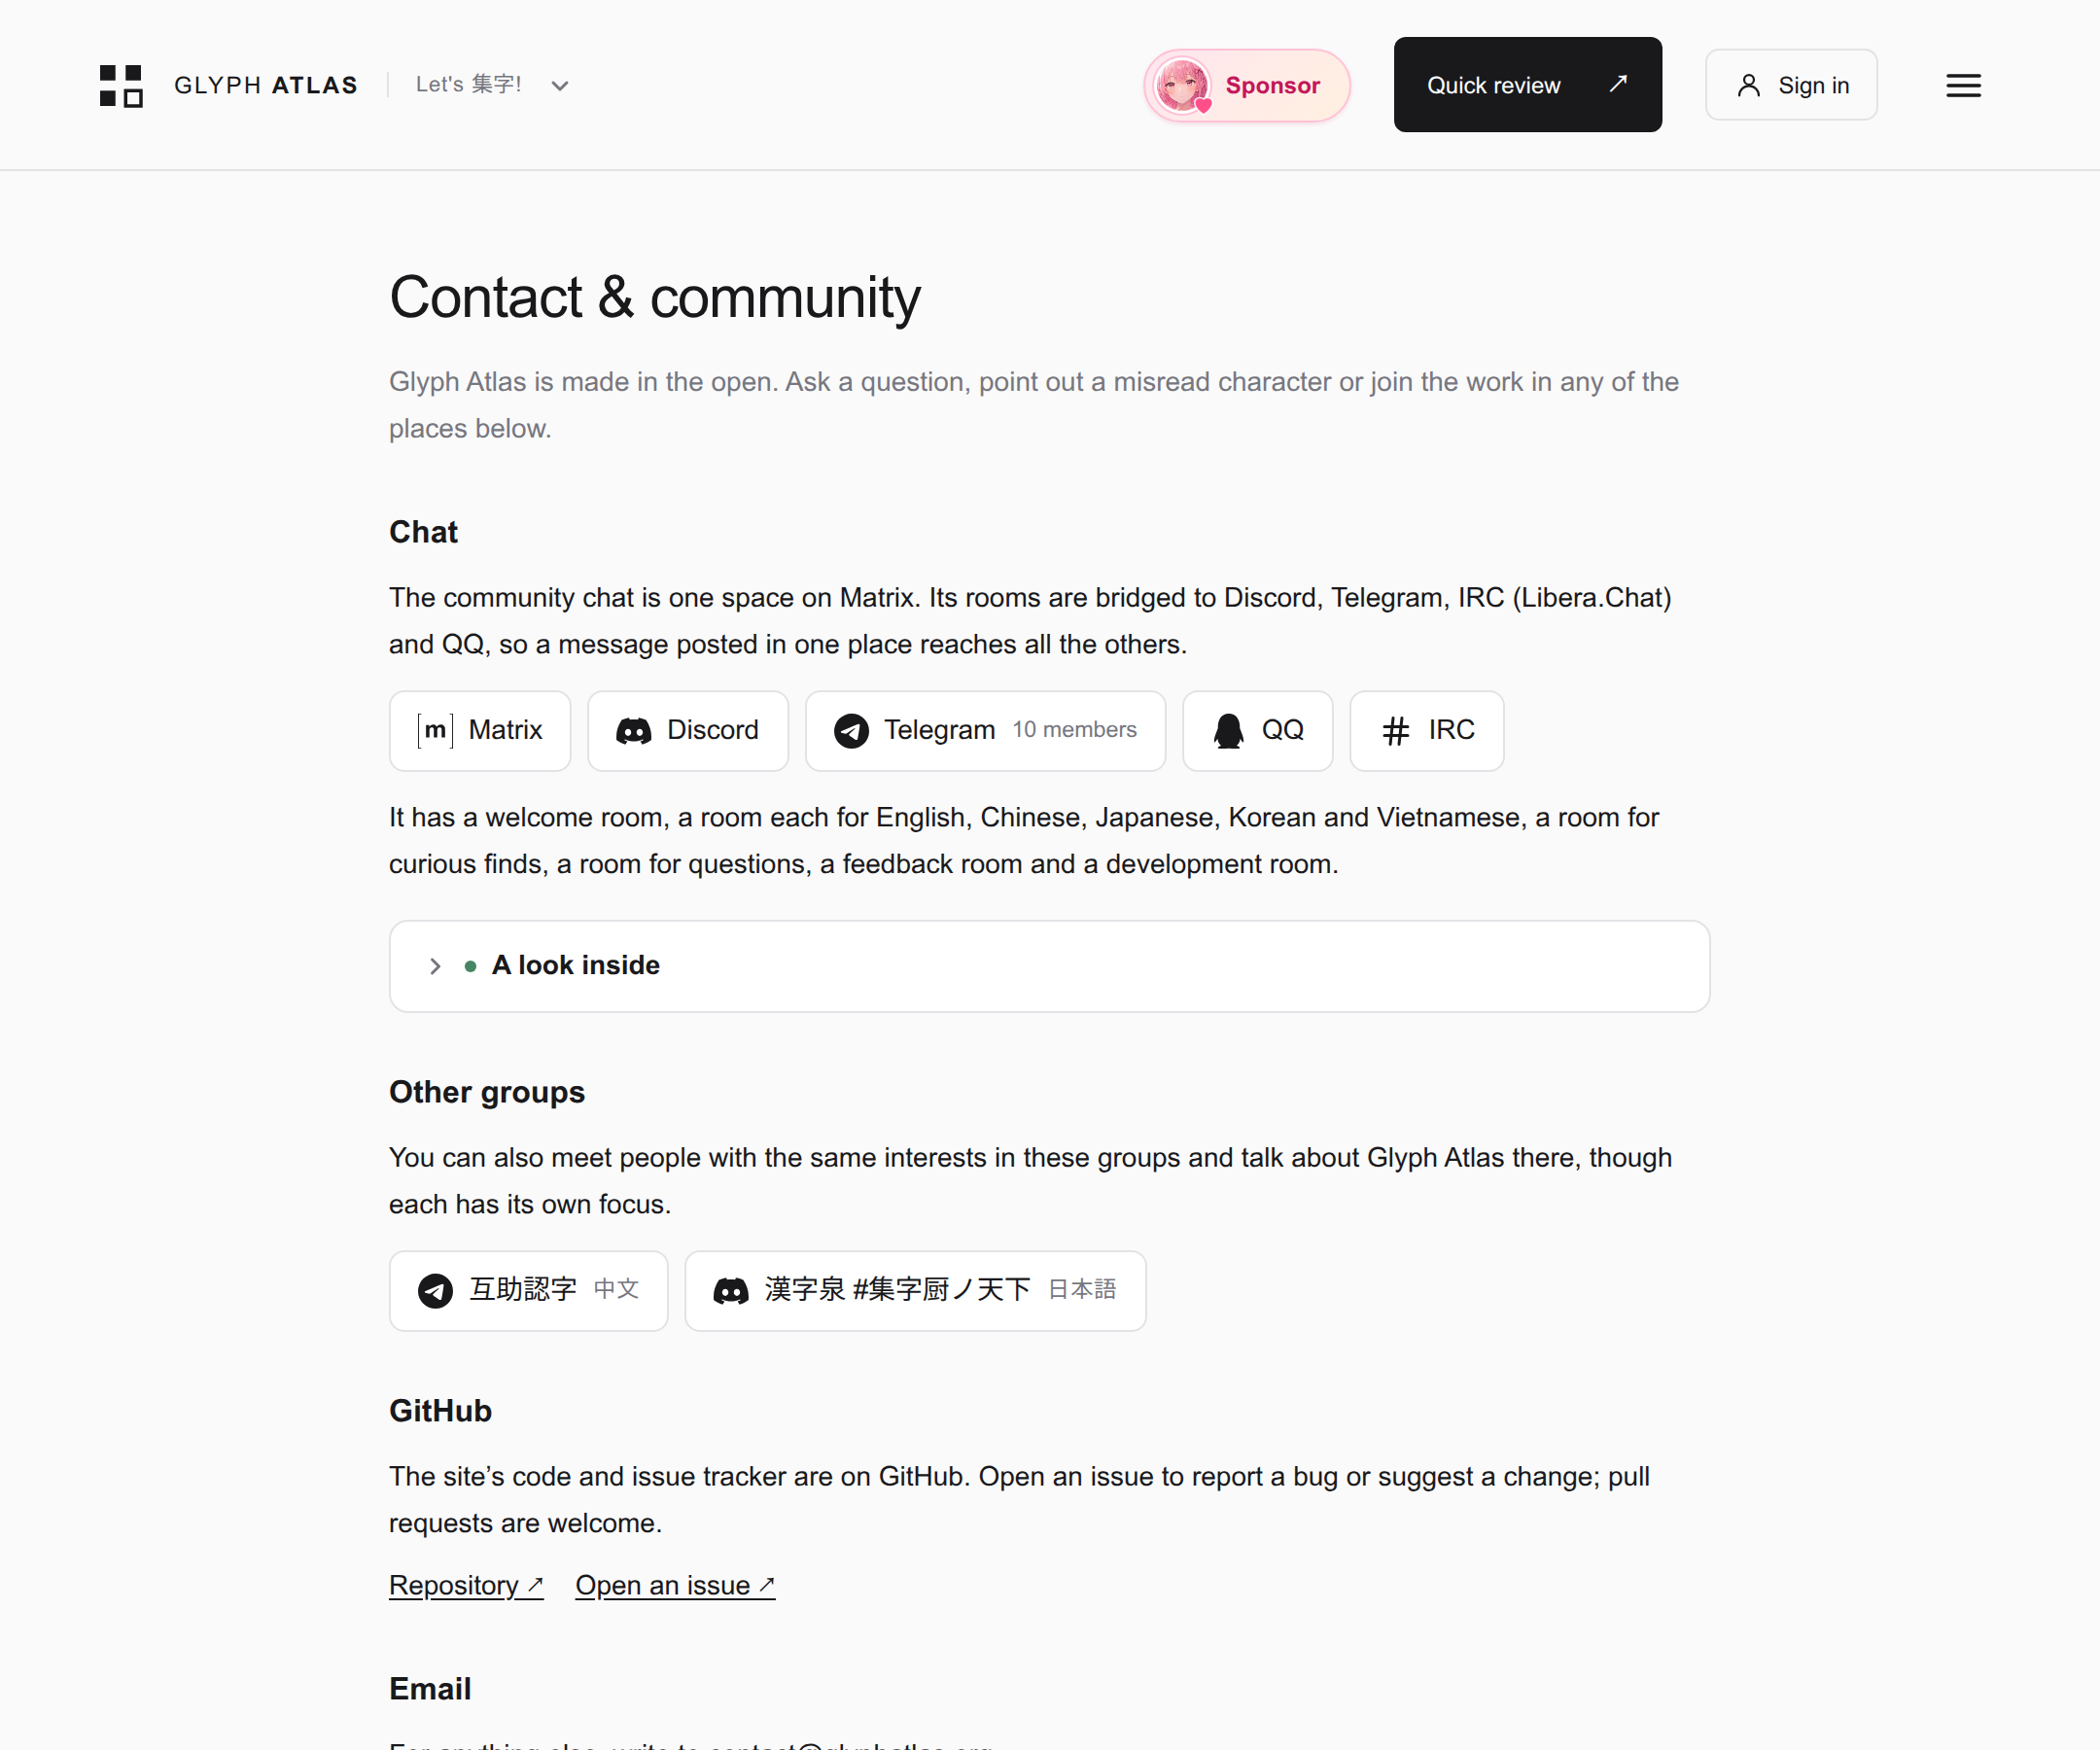 GLYPH ATLAS
Let's 集字!
Sponsor
Quick review ↗
Sign in
Contact & community
Glyph Atlas is made in the open. Ask a question, point out a misread character or join the work in any of the
places below.
Chat
The community chat is one space on Matrix. Its rooms are bridged to Discord, Telegram, IRC (Libera.Chat)
and QQ, so a message posted in one place reaches all the others.
[m] Matrix
Discord
Telegram 10 members
QQ
# IRC
It has a welcome room, a room each for English, Chinese, Japanese, Korean and Vietnamese, a room for
curious finds, a room for questions, a feedback room and a development room.
A look inside
Other groups
You can also meet people with the same interests in these groups and talk about Glyph Atlas there, though
each has its own focus.
互助認字 中文
漢字泉 #集字厨ノ天下 日本語
GitHub
The site’s code and issue tracker are on GitHub. Open an issue to report a bug or suggest a change; pull
requests are welcome.
Repository ↗ Open an issue ↗
Email
For anything else, write to contact@glyphatlas.org